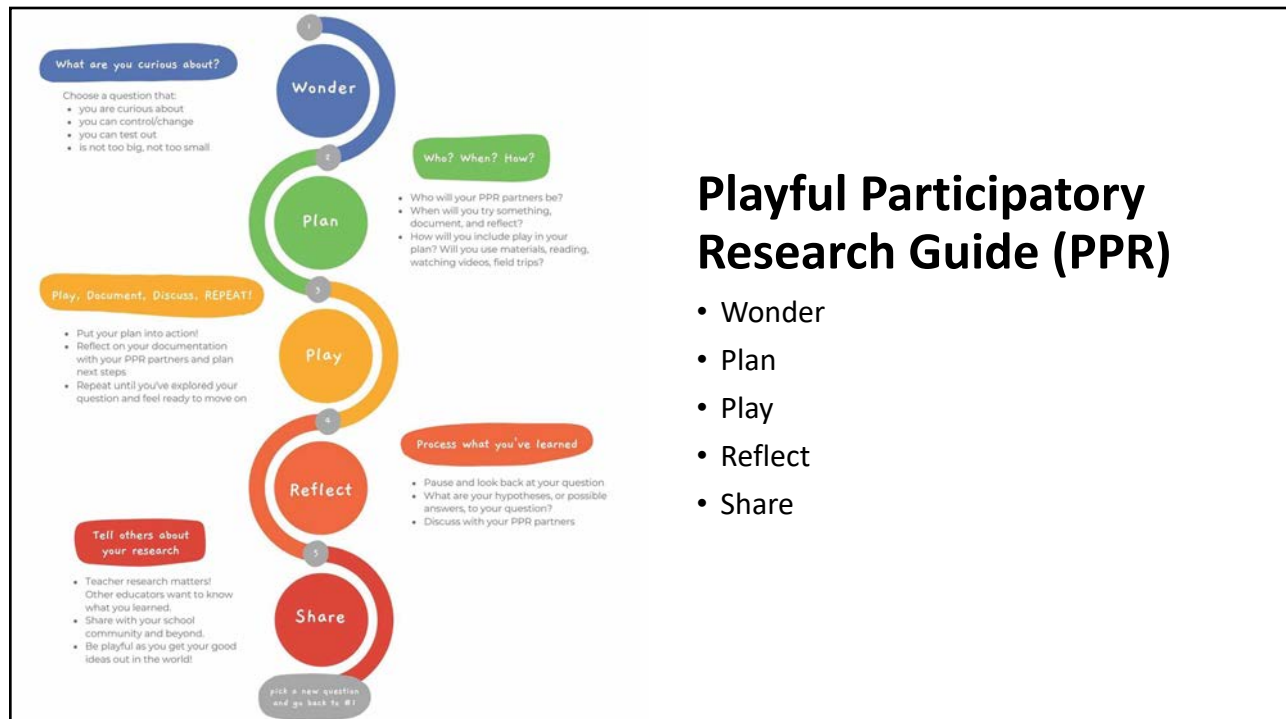 1
What are you curious about?
Wonder
Choose a question that:
• you are curious about
• you can control/change
• you can test out
• is not too big, not too small
2
Who? When? How?
Plan
• Who will your PPR partners be?
• When will you try something,
document, and reflect?
• How will you include play in your
plan? Will you use materials, reading,
watching videos, field trips?
3
Play, Document, Discuss, REPEAT!
Play
• Put your plan into action!
• Reflect on your documentation
with your PPR partners and plan
next steps
• Repeat until you've explored your
question and feel ready to move on
4
Process what you've learned
Reflect
• Pause and look back at your question
• What are your hypotheses, or possible
answers, to your question?
• Discuss with your PPR partners
5
Tell others about
your research
Share
• Teacher research matters!
Other educators want to know
what you learned.
• Share with your school
community and beyond.
• Be playful as you get your good
ideas out in the world!
pick a new question
and go back to #1
Playful Participatory
Research Guide (PPR)
• Wonder
• Plan
• Play
• Reflect
• Share